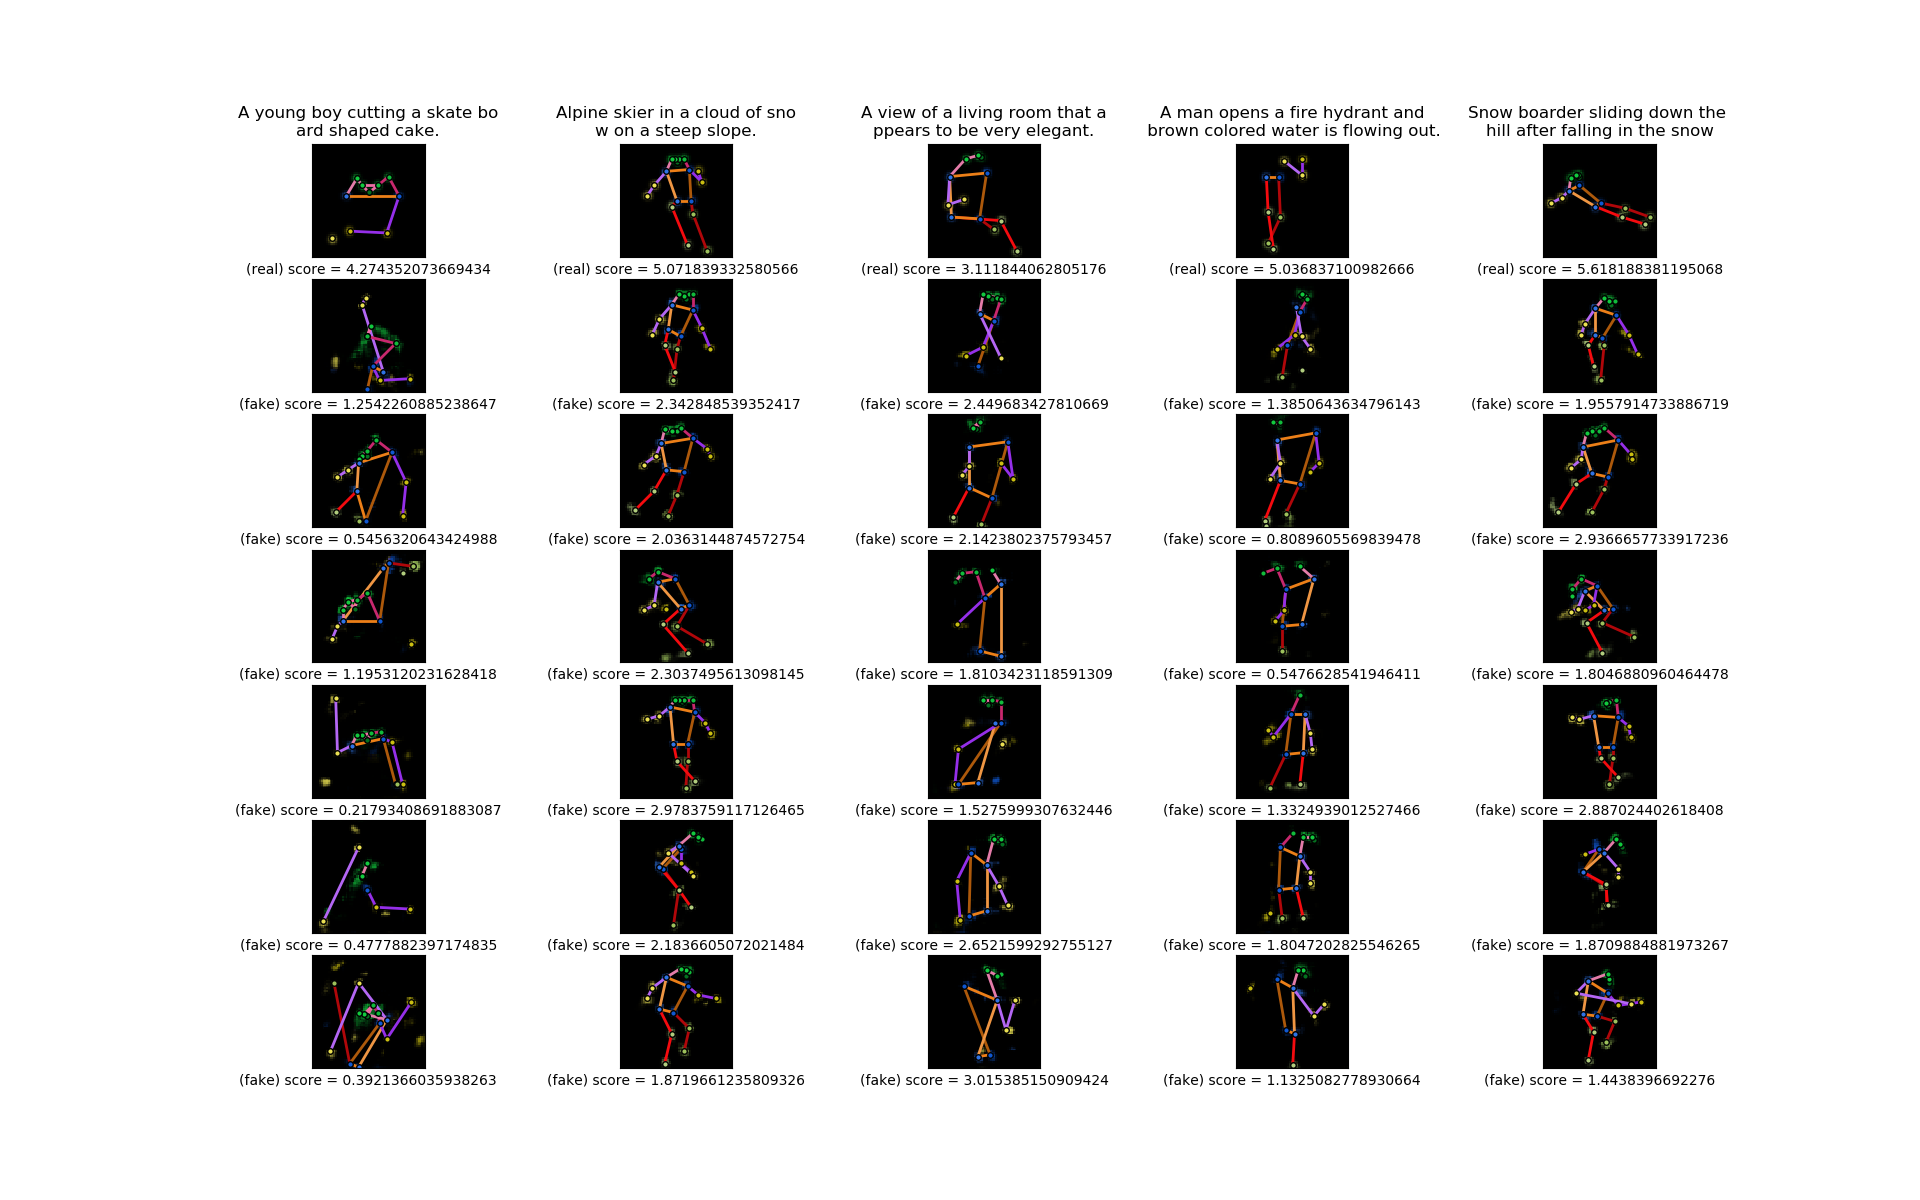 A young boy cutting a skate bo
ard shaped cake.
Alpine skier in a cloud of sno
w on a steep slope.
A view of a living room that a
ppears to be very elegant.
A man opens a fire hydrant and
brown colored water is flowing out.
Snow boarder sliding down the
hill after falling in the snow
(real) score = 4.274352073669434
(real) score = 5.071839332580566
(real) score = 3.111844062805176
(real) score = 5.036837100982666
(real) score = 5.618188381195068
(fake) score = 1.2542260885238647
(fake) score = 2.342848539352417
(fake) score = 2.449683427810669
(fake) score = 1.3850643634796143
(fake) score = 1.9557914733886719
(fake) score = 0.5456320643424988
(fake) score = 2.0363144874572754
(fake) score = 2.1423802375793457
(fake) score = 0.8089605569839478
(fake) score = 2.9366657733917236
(fake) score = 1.1953120231628418
(fake) score = 2.3037495613098145
(fake) score = 1.8103423118591309
(fake) score = 0.5476628541946411
(fake) score = 1.8046880960464478
(fake) score = 0.21793408691883087
(fake) score = 2.9783759117126465
(fake) score = 1.5275999307632446
(fake) score = 1.3324939012527466
(fake) score = 2.887024402618408
(fake) score = 0.4777882397174835
(fake) score = 2.1836605072021484
(fake) score = 2.6521599292755127
(fake) score = 1.8047202825546265
(fake) score = 1.8709884881973267
(fake) score = 0.3921366035938263
(fake) score = 1.8719661235809326
(fake) score = 3.015385150909424
(fake) score = 1.1325082778930664
(fake) score = 1.4438396692276